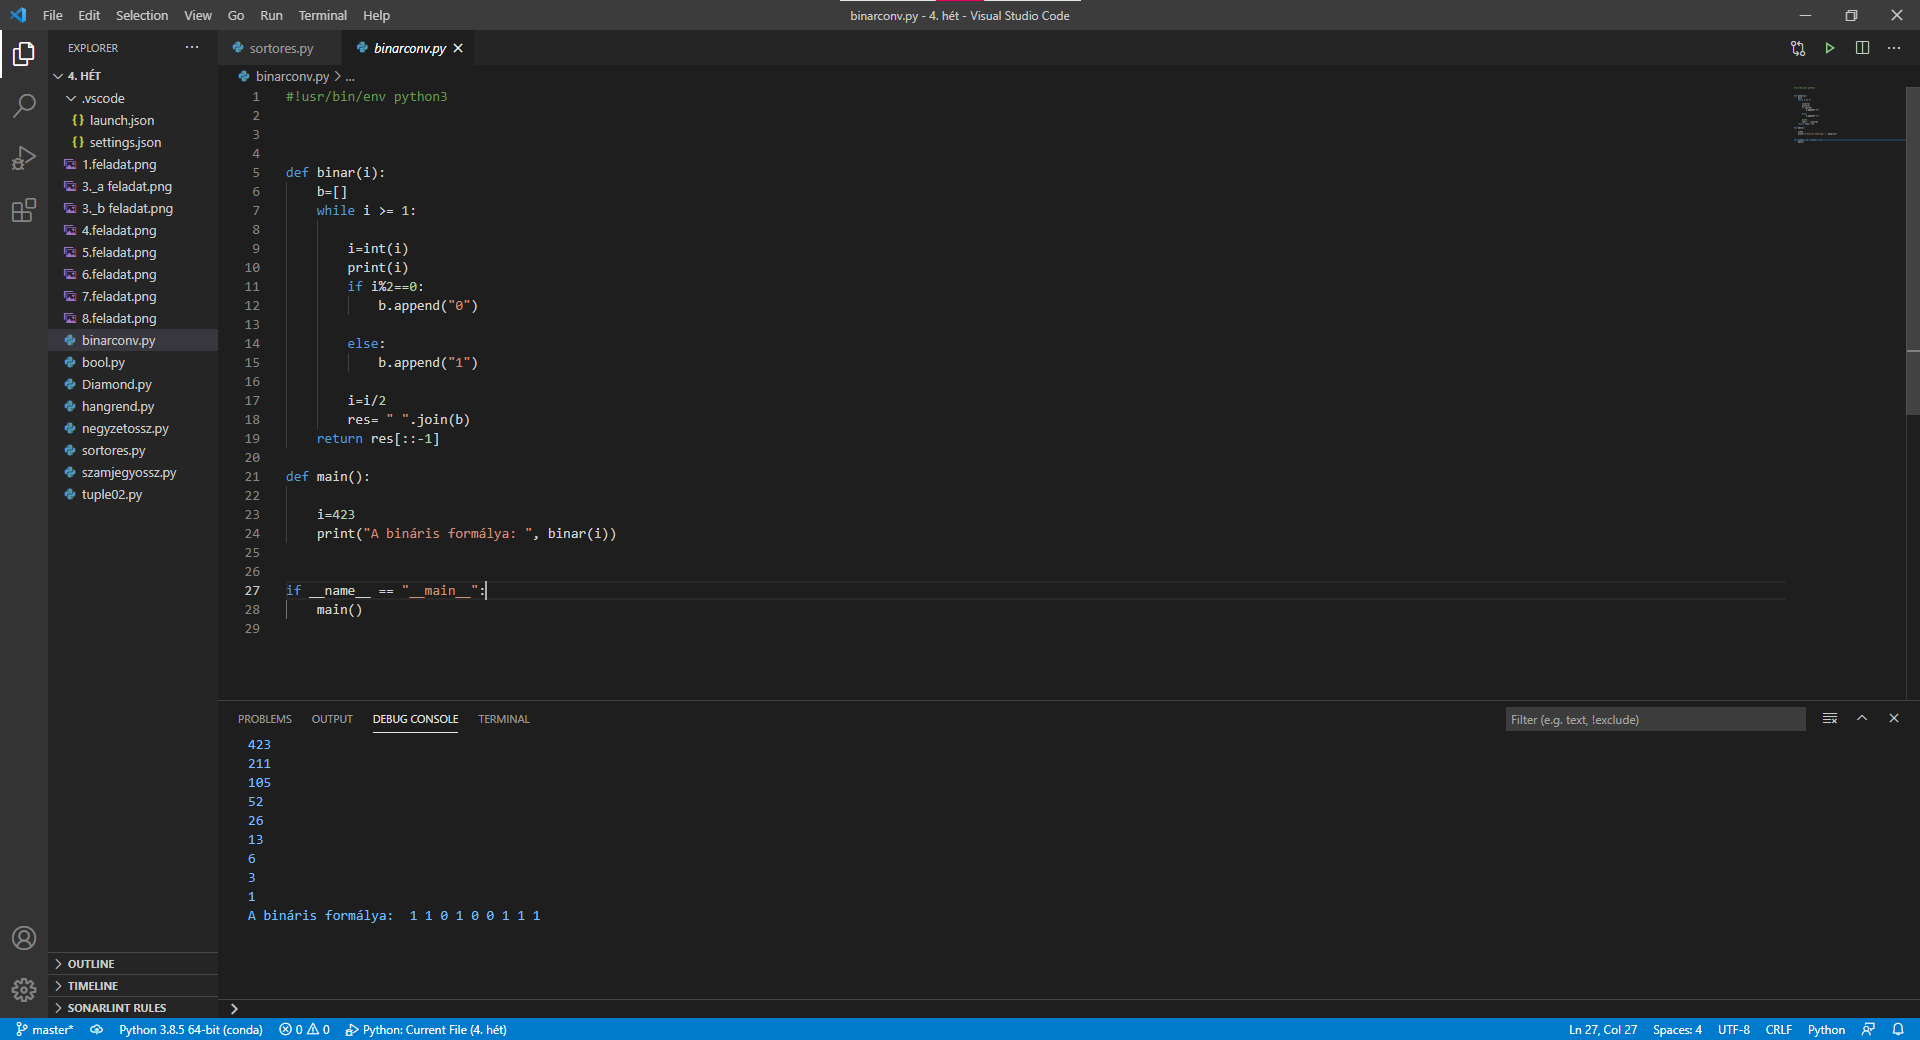 File Edit Selection View Go Run Terminal Help
binarconv.py - 4. hét - Visual Studio Code
EXPLORER
4. HÉT
.vscode
{} launch.json
{} settings.json
1.feladat.png
3._a feladat.png
3._b feladat.png
4.feladat.png
5.feladat.png
6.feladat.png
7.feladat.png
8.feladat.png
binarconv.py
bool.py
Diamond.py
hangrend.py
negyzetossz.py
sortores.py
szamjegyossz.py
tuple02.py
OUTLINE
TIMELINE
SONARLINT RULES
sortores.py binarconv.py
binarconv.py > ...
1 #!usr/bin/env python3
2
3
4
5 def binar(i):
6 b=[]
7 while i >= 1:
8
9 i=int(i)
10 print(i)
11 if i%2==0:
12 b.append("0")
13
14 else:
15 b.append("1")
16
17 i=i/2
18 res= " ".join(b)
19 return res[::-1]
20
21 def main():
22
23 i=423
24 print("A bináris formálya: ", binar(i))
25
26
27 if __name__ == "__main__":
28 main()
29
PROBLEMS OUTPUT DEBUG CONSOLE TERMINAL
Filter (e.g. text, !exclude)
423
211
105
52
26
13
6
3
1
A bináris formálya:  1 1 0 1 0 0 1 1 1
master* Python 3.8.5 64-bit (conda) 0 0 Python: Current File (4. hét)
Ln 27, Col 27 Spaces: 4 UTF-8 CRLF Python